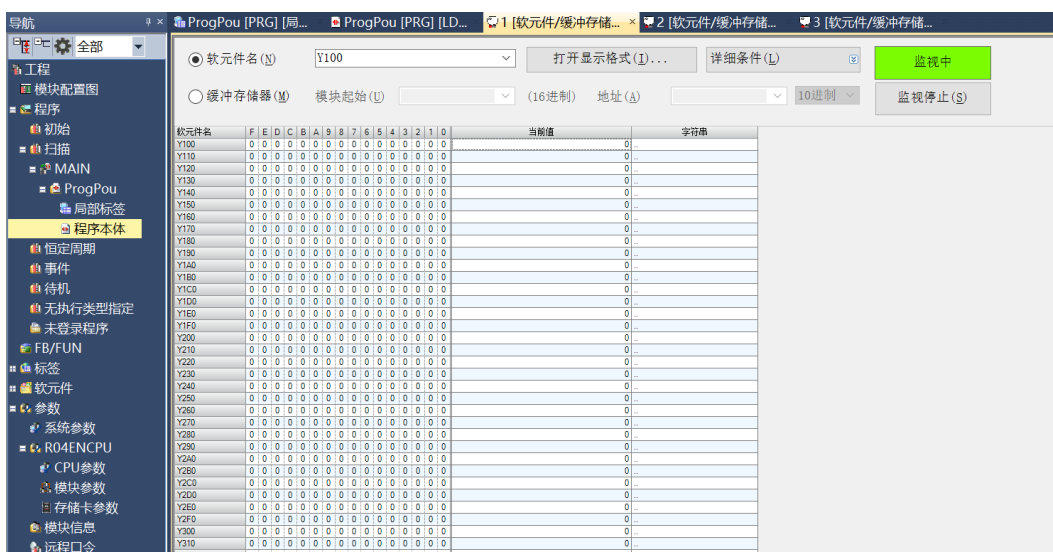 导航
ProgPou [PRG] [局...
ProgPou [PRG] [LD...
1 [软元件/缓冲存储...
2 [软元件/缓冲存储...
3 [软元件/缓冲存储...
全部
工程
模块配置图
程序
初始
扫描
MAIN
ProgPou
局部标签
程序本体
恒定周期
事件
待机
无执行类型指定
未登录程序
FB/FUN
标签
软元件
参数
系统参数
R04ENCPU
CPU参数
模块参数
存储卡参数
模块信息
远程口令
软元件名(N) Y100 打开显示格式(I)... 详细条件(L) 监视中
缓冲存储器(M) 模块起始(U) (16进制) 地址(A) 10进制 监视停止(S)
软元件名 F E D C B A 9 8 7 6 5 4 3 2 1 0 当前值 字符串
Y100 0 0 0 0 0 0 0 0 0 0 0 0 0 0 0 0 0 ..
Y110 0 0 0 0 0 0 0 0 0 0 0 0 0 0 0 0 0 ..
Y120 0 0 0 0 0 0 0 0 0 0 0 0 0 0 0 0 0 ..
Y130 0 0 0 0 0 0 0 0 0 0 0 0 0 0 0 0 0 ..
Y140 0 0 0 0 0 0 0 0 0 0 0 0 0 0 0 0 0 ..
Y150 0 0 0 0 0 0 0 0 0 0 0 0 0 0 0 0 0 ..
Y160 0 0 0 0 0 0 0 0 0 0 0 0 0 0 0 0 0 ..
Y170 0 0 0 0 0 0 0 0 0 0 0 0 0 0 0 0 0 ..
Y180 0 0 0 0 0 0 0 0 0 0 0 0 0 0 0 0 0 ..
Y190 0 0 0 0 0 0 0 0 0 0 0 0 0 0 0 0 0 ..
Y1A0 0 0 0 0 0 0 0 0 0 0 0 0 0 0 0 0 0 ..
Y1B0 0 0 0 0 0 0 0 0 0 0 0 0 0 0 0 0 0 ..
Y1C0 0 0 0 0 0 0 0 0 0 0 0 0 0 0 0 0 0 ..
Y1D0 0 0 0 0 0 0 0 0 0 0 0 0 0 0 0 0 0 ..
Y1E0 0 0 0 0 0 0 0 0 0 0 0 0 0 0 0 0 0 ..
Y1F0 0 0 0 0 0 0 0 0 0 0 0 0 0 0 0 0 0 ..
Y200 0 0 0 0 0 0 0 0 0 0 0 0 0 0 0 0 0 ..
Y210 0 0 0 0 0 0 0 0 0 0 0 0 0 0 0 0 0 ..
Y220 0 0 0 0 0 0 0 0 0 0 0 0 0 0 0 0 0 ..
Y230 0 0 0 0 0 0 0 0 0 0 0 0 0 0 0 0 0 ..
Y240 0 0 0 0 0 0 0 0 0 0 0 0 0 0 0 0 0 ..
Y250 0 0 0 0 0 0 0 0 0 0 0 0 0 0 0 0 0 ..
Y260 0 0 0 0 0 0 0 0 0 0 0 0 0 0 0 0 0 ..
Y270 0 0 0 0 0 0 0 0 0 0 0 0 0 0 0 0 0 ..
Y280 0 0 0 0 0 0 0 0 0 0 0 0 0 0 0 0 0 ..
Y290 0 0 0 0 0 0 0 0 0 0 0 0 0 0 0 0 0 ..
Y2A0 0 0 0 0 0 0 0 0 0 0 0 0 0 0 0 0 0 ..
Y2B0 0 0 0 0 0 0 0 0 0 0 0 0 0 0 0 0 0 ..
Y2C0 0 0 0 0 0 0 0 0 0 0 0 0 0 0 0 0 0 ..
Y2D0 0 0 0 0 0 0 0 0 0 0 0 0 0 0 0 0 0 ..
Y2E0 0 0 0 0 0 0 0 0 0 0 0 0 0 0 0 0 0 ..
Y2F0 0 0 0 0 0 0 0 0 0 0 0 0 0 0 0 0 0 ..
Y300 0 0 0 0 0 0 0 0 0 0 0 0 0 0 0 0 0 ..
Y310 0 0 0 0 0 0 0 0 0 0 0 0 0 0 0 0 0 ..